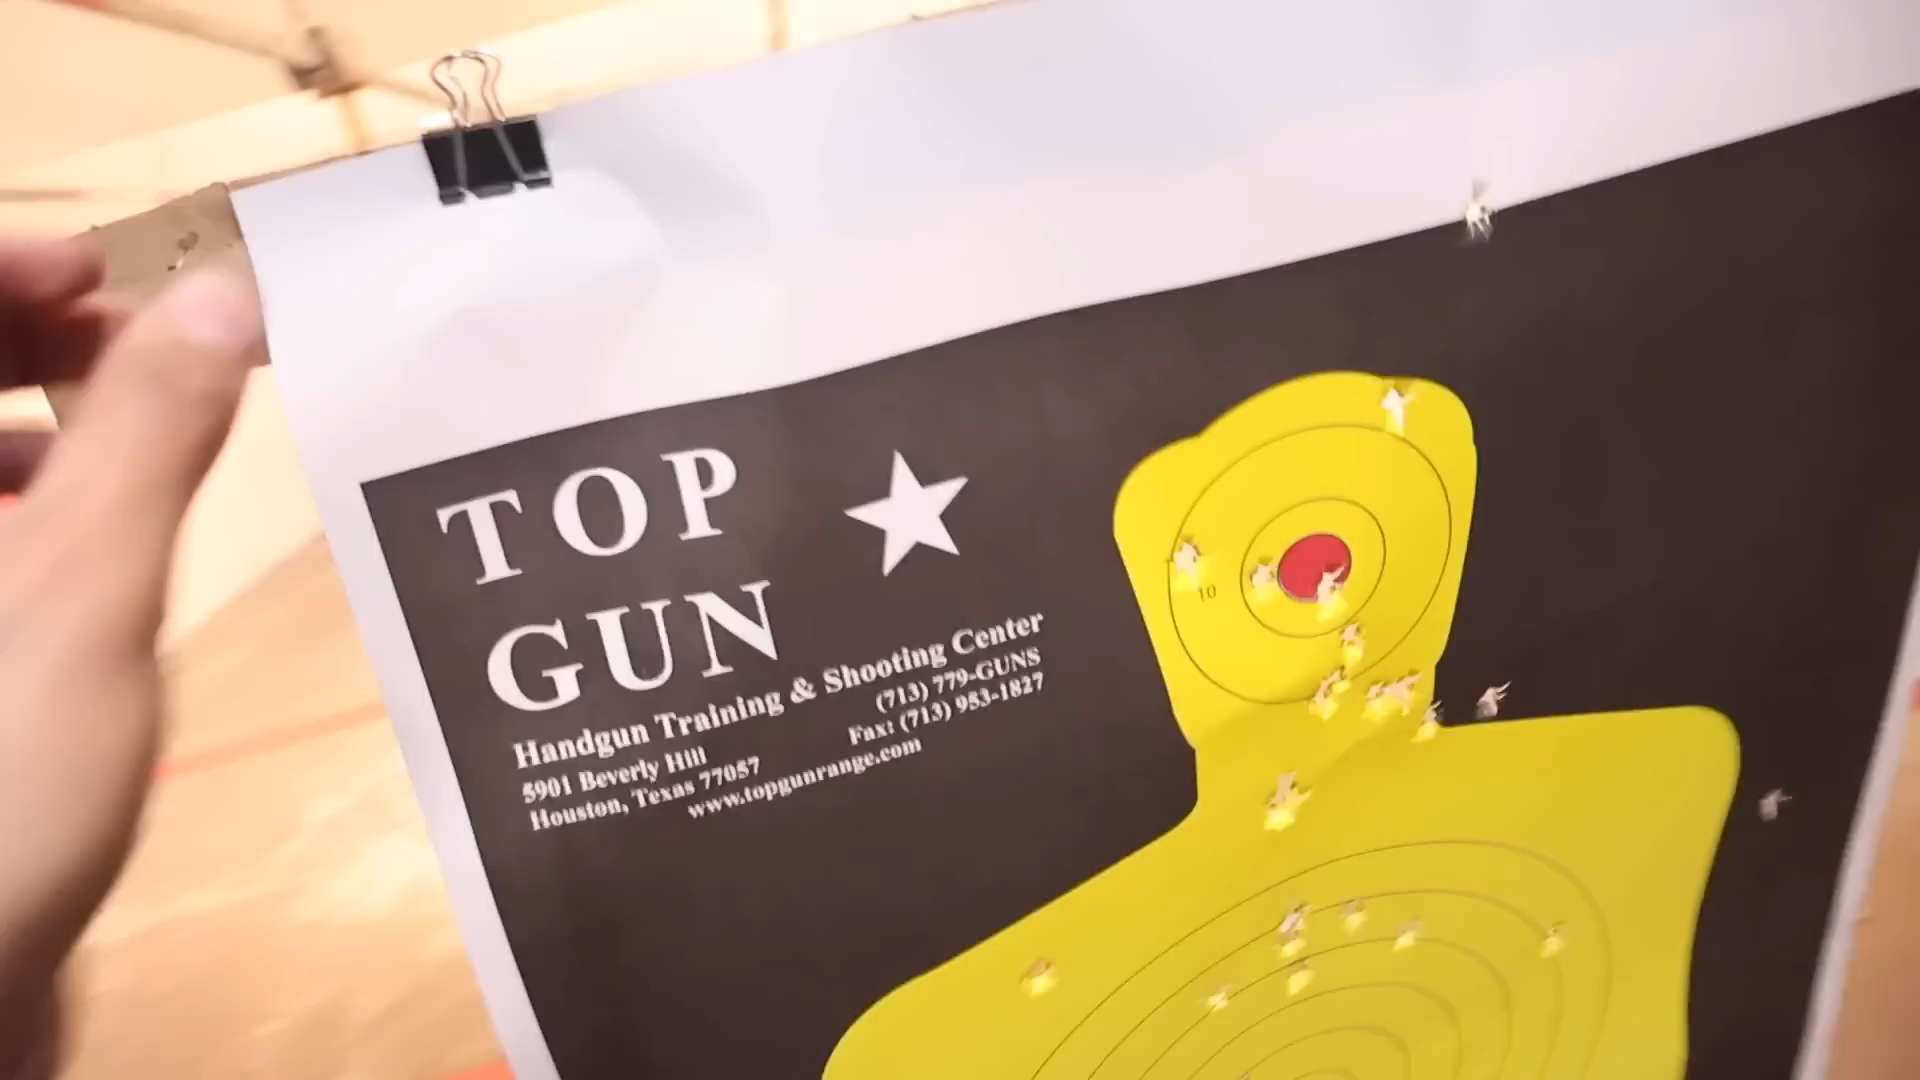 TOP
GUN
Handgun Training & Shooting Center
5901 Beverly Hill (713) 779-GUNS
Houston, Texas 77057 Fax: (713) 953-1827
www.topgunrange.com
10